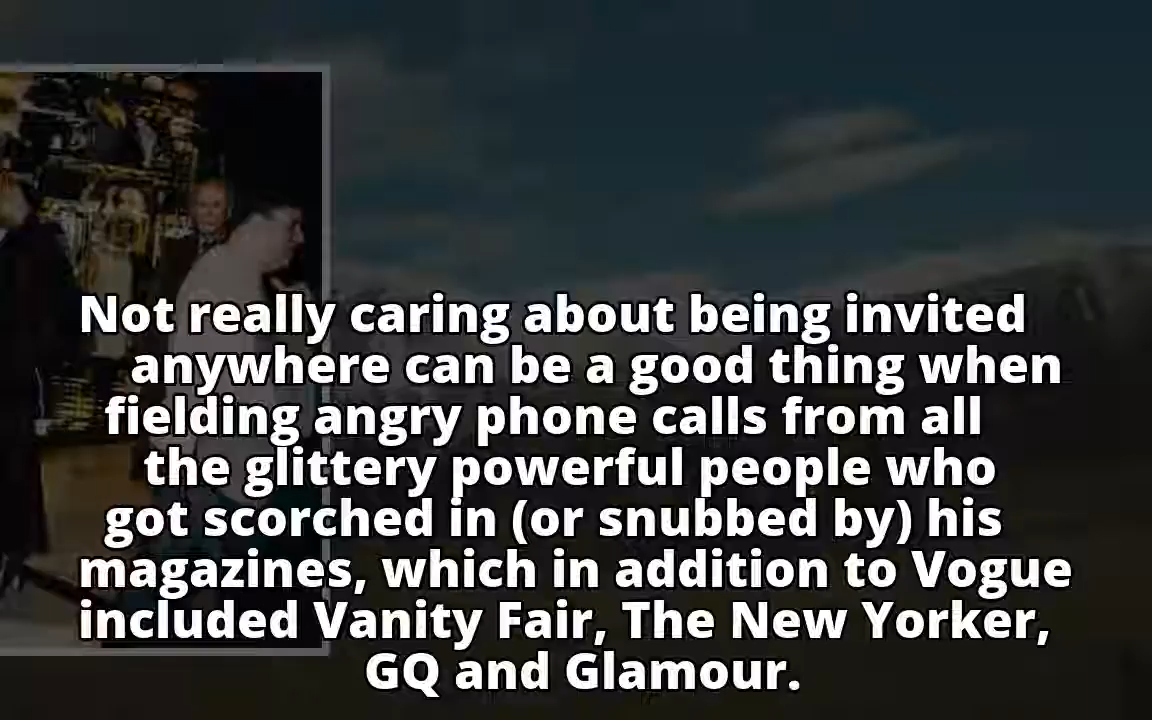 Not really caring about being invited
anywhere can be a good thing when
fielding angry phone calls from all
the glittery powerful people who
got scorched in (or snubbed by) his
magazines, which in addition to Vogue
included Vanity Fair, The New Yorker,
GQ and Glamour.